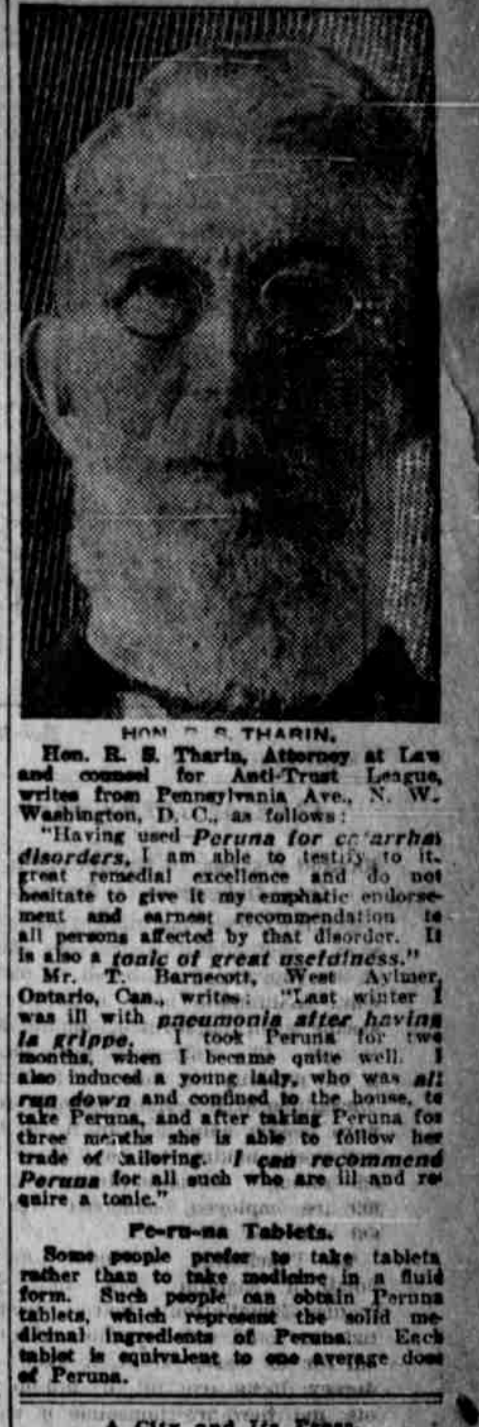 HON. R. S. THARIN.
Hon. R. S. Tharin, Attorney at Law
and counsel for Anti-Trust League,
writes from Pennsylvania Ave., N. W.
Washington, D. C., as follows:
"Having used Peruna for catarrhal
disorders, I am able to testify to it.
great remedial excellence and do not
hesitate to give it my emphatic endorse-
ment and earnest recommendation to
all persons affected by that disorder. It
is also a tonic of great usefulness."
Mr. T. Barnecott, West Aylmer,
Ontario, Can., writes: "Last winter I
was ill with pneumonia after having
la grippe. I took Peruna for two
months, when I became quite well. I
also induced a young lady, who was all
run down and confined to the house, to
take Peruna, and after taking Peruna for
three months she is able to follow her
trade of tailoring. I can recommend
Peruna for all such who are ill and re-
quire a tonic."
Pe-ru-na Tablets.
Some people prefer to take tablets
rather than to take medicine in a fluid
form. Such people can obtain Peruna
tablets, which represent the solid me-
dicinal ingredients of Peruna. Each
tablet is equivalent to one average dose
of Peruna.
A City and Its